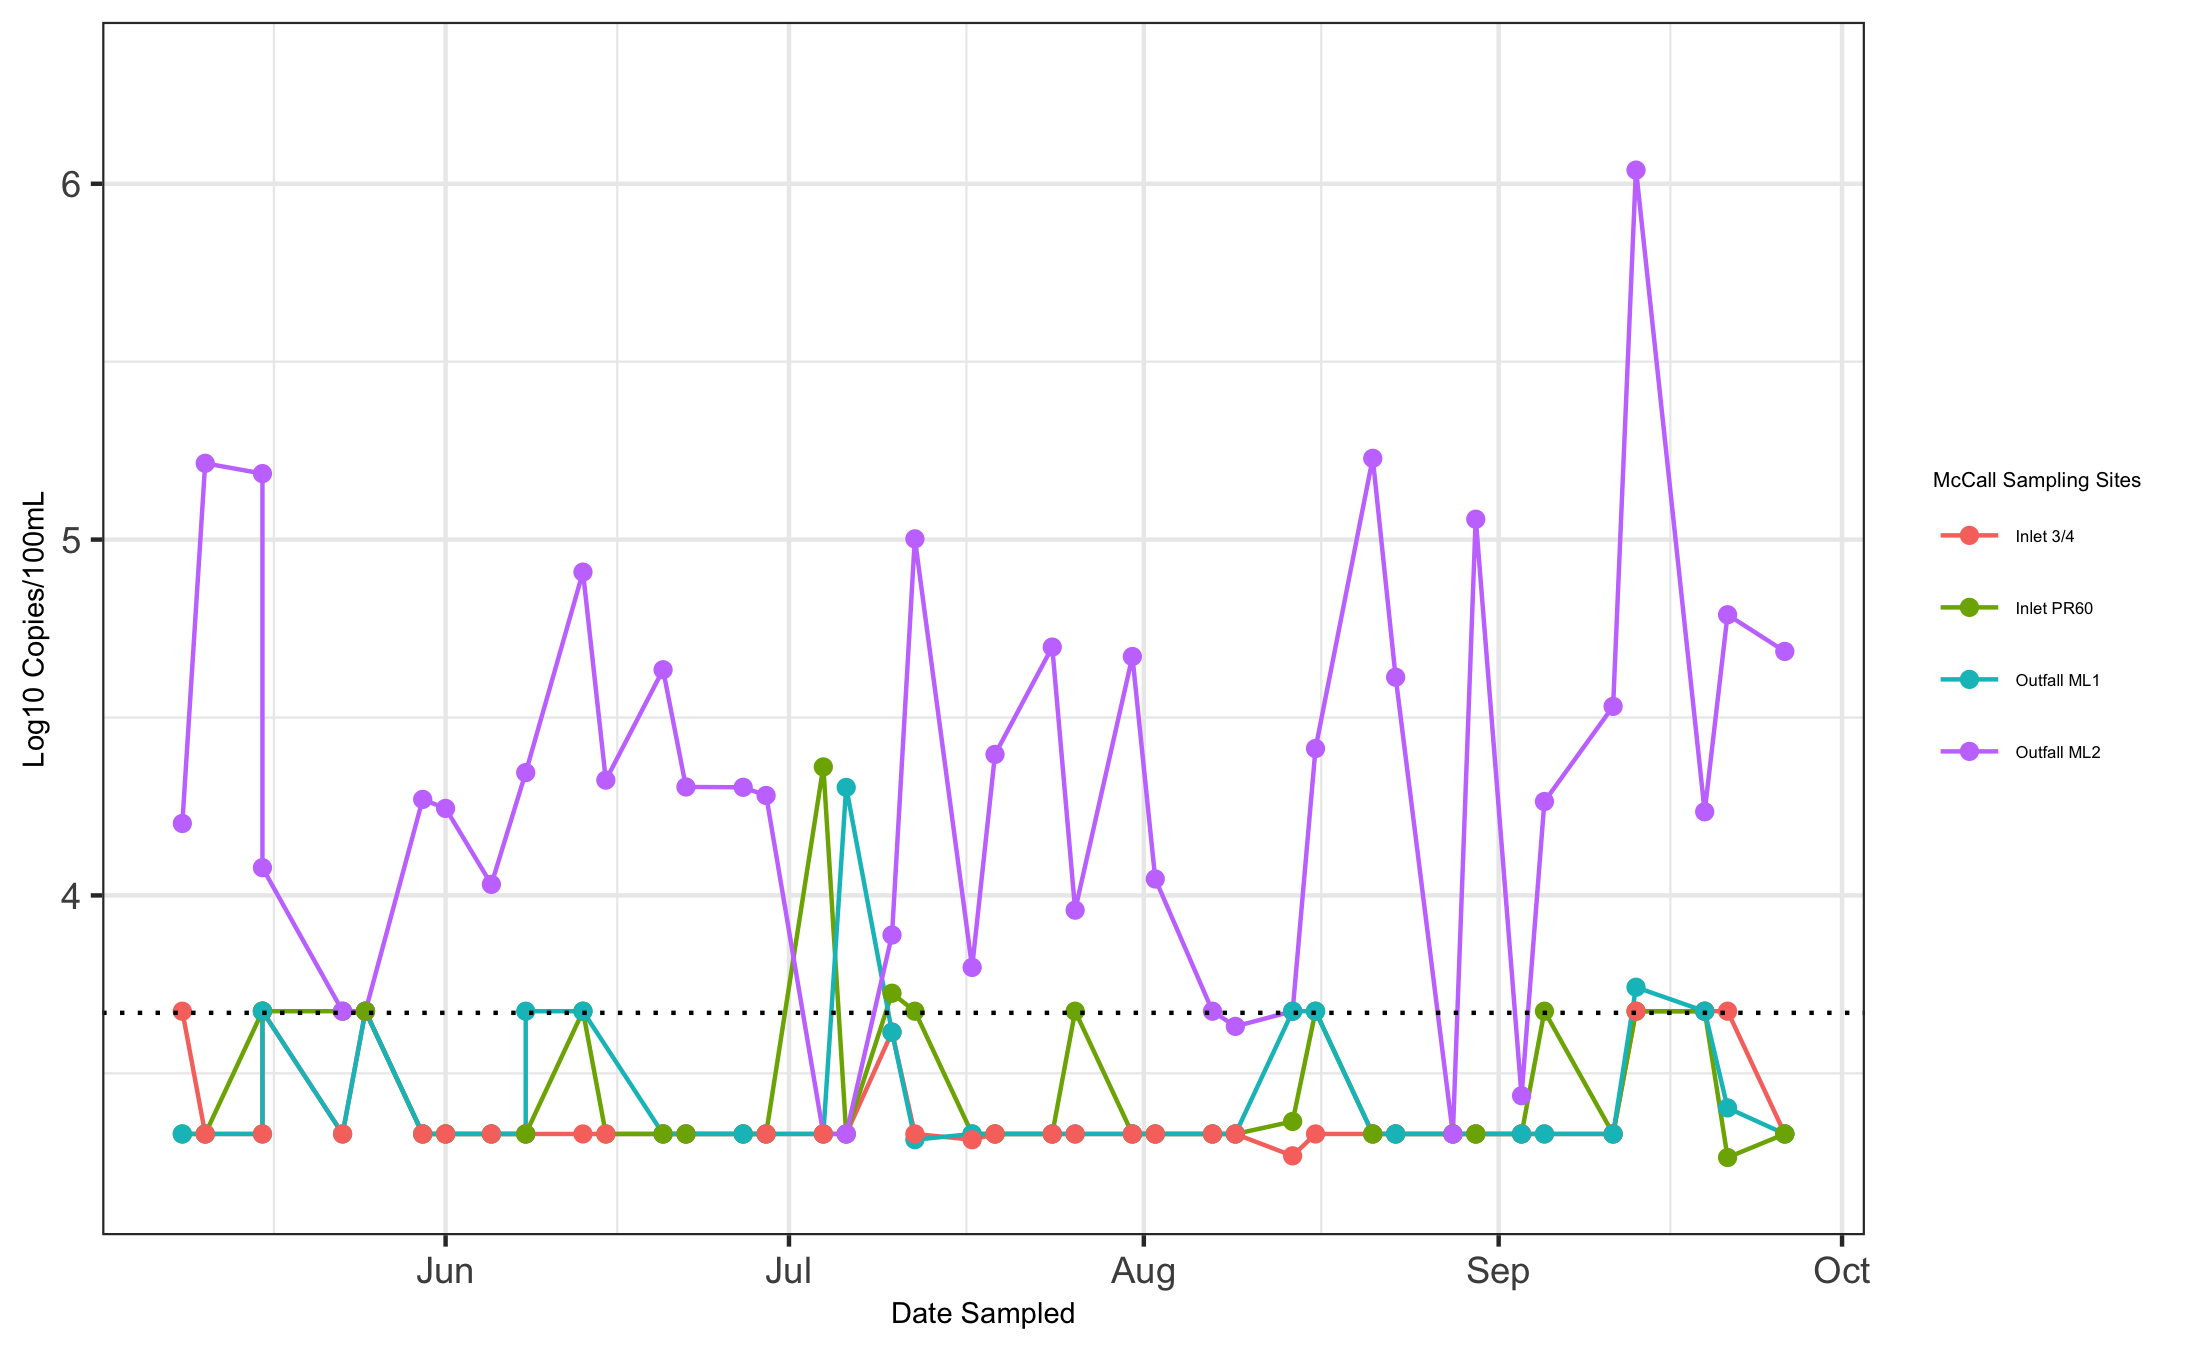 6
5
4
Log10 Copies/100mL
Jun Jul Aug Sep Oct
Date Sampled
McCall Sampling Sites
Inlet 3/4
Inlet PR60
Outfall ML1
Outfall ML2